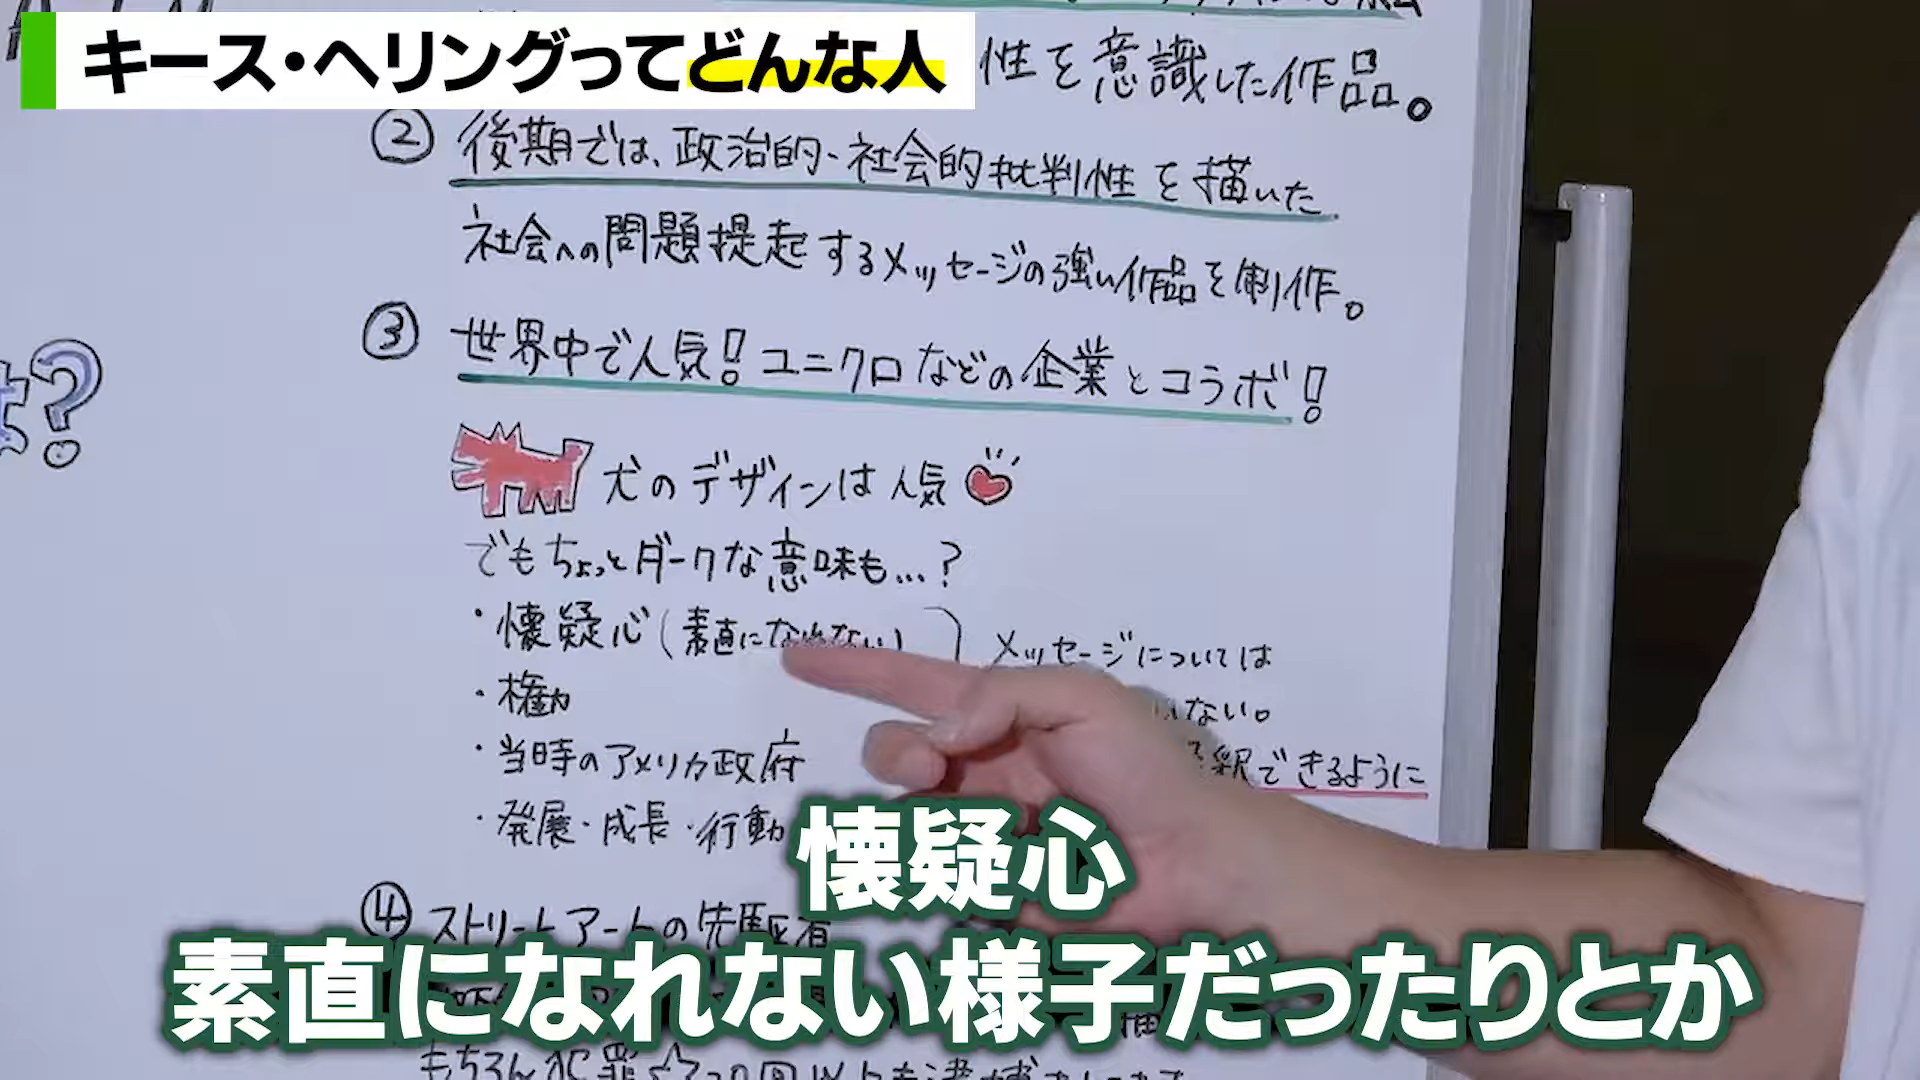 キース・ヘリングってどんな人
性を意識した作品。
② 後期では、政治的・社会的批判性を描いた
社会への問題提起するメッセージの強い作品を制作。
③ 世界中で人気!ユニクロなどの企業とコラボ!
犬のデザインは人気
でもちょっとダークな意味も…?
・懐疑心(素直になれない)
メッセージについては
・権力
いない。
・当時のアメリカ政府
釈できるように
・発展・成長・行動
④ ストリートアートの先駆者
もちろん犯罪
懐疑心
素直になれない様子だったりとか